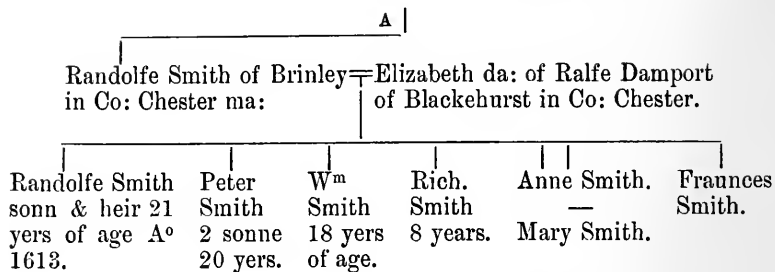 A
Randolfe Smith of Brinley=Elizabeth da: of Ralfe Damport
in Co: Chester ma: of Blackehurst in Co: Chester.
Randolfe Smith
sonn & heir 21
yers of age Aº
1613.
Peter
Smith
2 sonne
20 yers.
Wᵐ
Smith
18 yers
of age.
Rich.
Smith
8 years.
Anne Smith.
—
Mary Smith.
Fraunces
Smith.